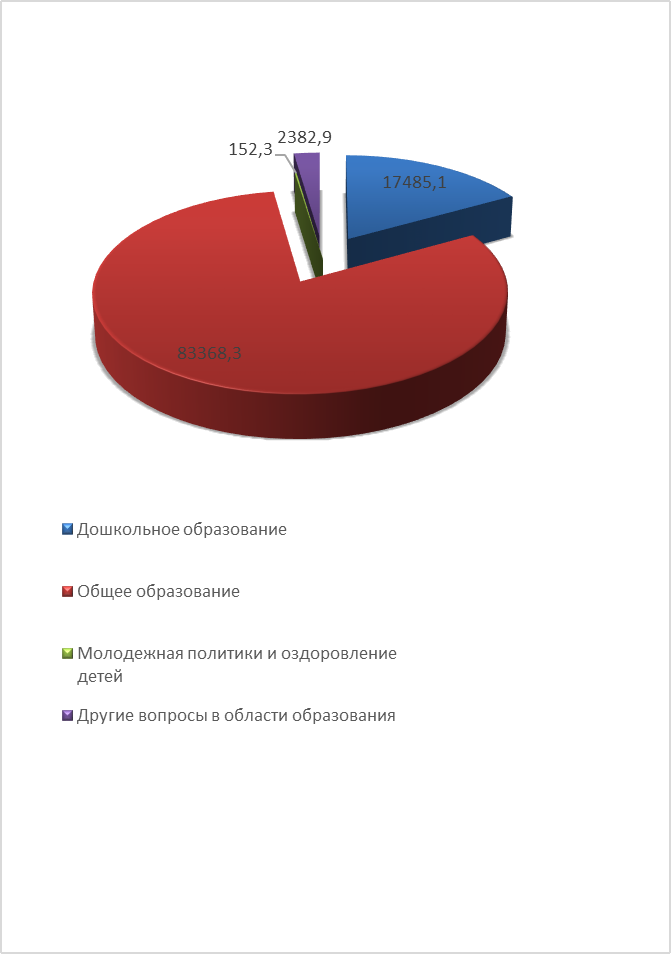 2382,9
152,3
17485,1
83368,3
Дошкольное образование
Общее образование
Молодежная политики и оздоровление
детей
Другие вопросы в области образования